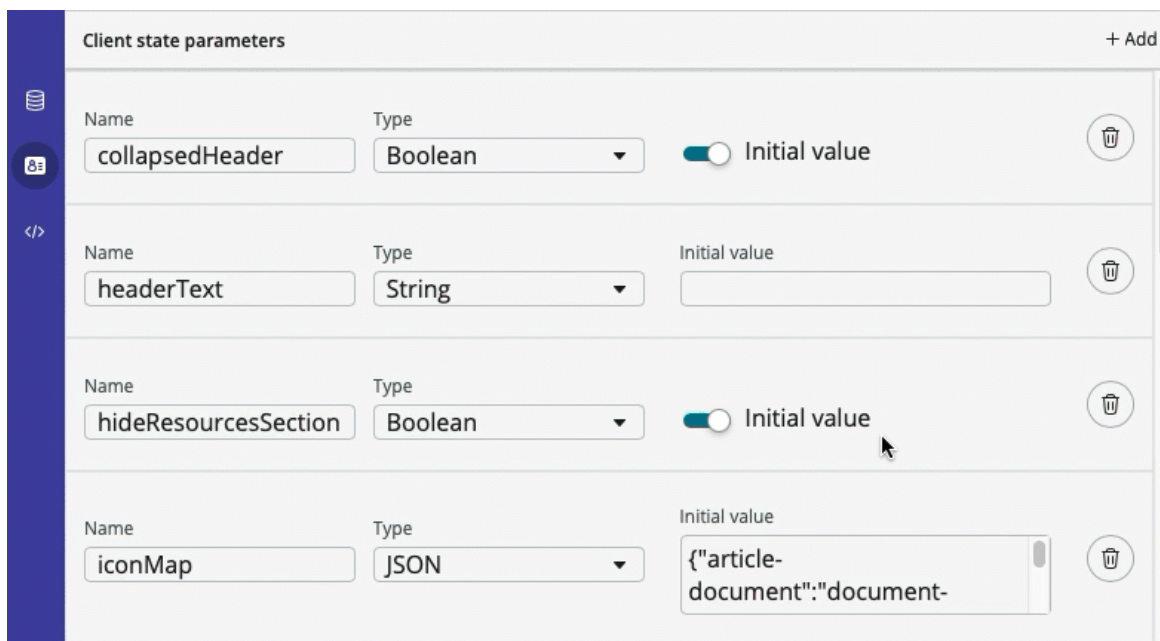 Client state parameters
+ Add
Name
Type
collapsedHeader
Boolean
Initial value
Name
Type
Initial value
headerText
String
Name
Type
hideResourcesSection
Boolean
Initial value
Name
Type
Initial value
iconMap
JSON
{"article-
document":"document-